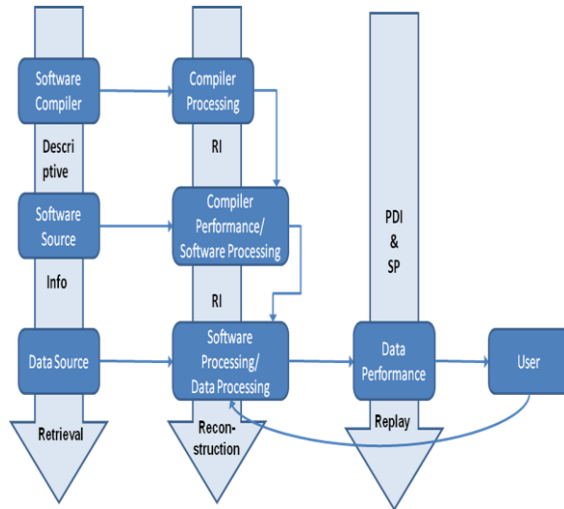 Software
Compiler
Compiler
Processing
Descri
ptive
RI
Software
Source
Compiler
Performance/
Software Processing
PDI
&
SP
Info
RI
Data Source
Software
Processing/
Data Processing
Data
Performance
User
Retrieval
Recon-
struction
Replay